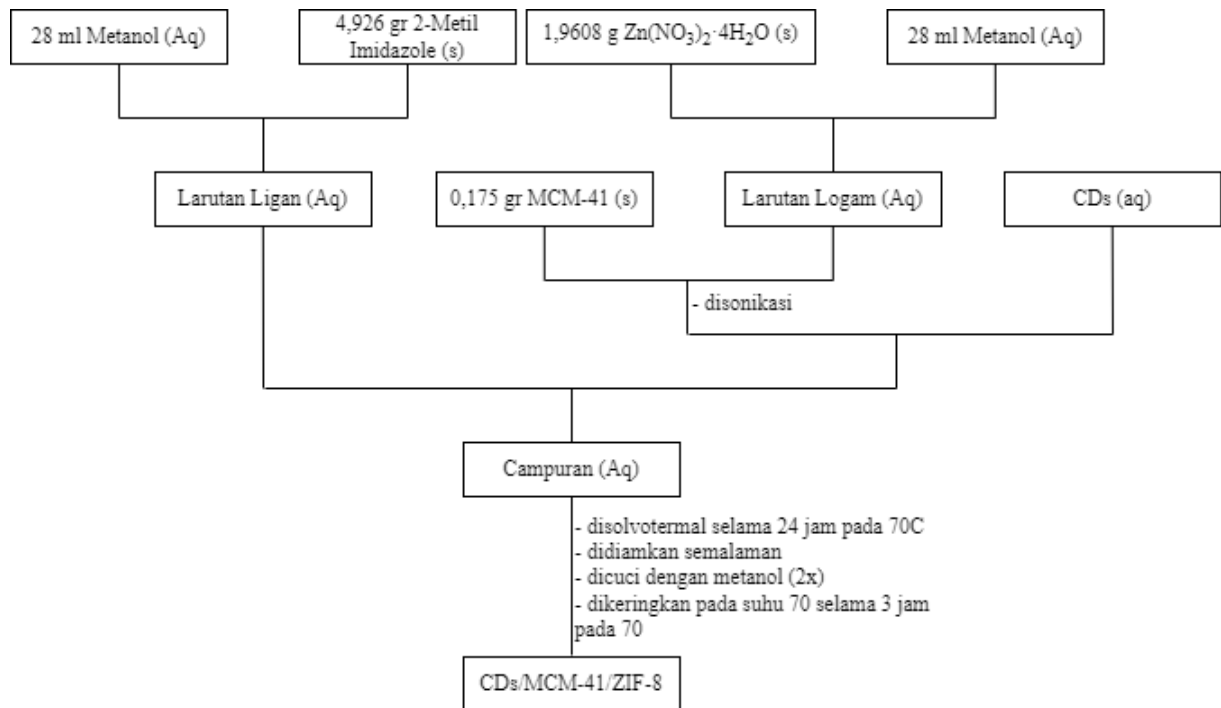 28 ml Metanol (Aq)
4,926 gr 2-Metil
Imidazole (s)
1,9608 g Zn(NO₃)₂·4H₂O (s)
28 ml Metanol (Aq)
Larutan Ligan (Aq)
0,175 gr MCM-41 (s)
Larutan Logam (Aq)
CDs (aq)
- disonikasi
Campuran (Aq)
- disolvotermal selama 24 jam pada 70C
- didiamkan semalaman
- dicuci dengan metanol (2x)
- dikeringkan pada suhu 70 selama 3 jam
pada 70
CDs/MCM-41/ZIF-8